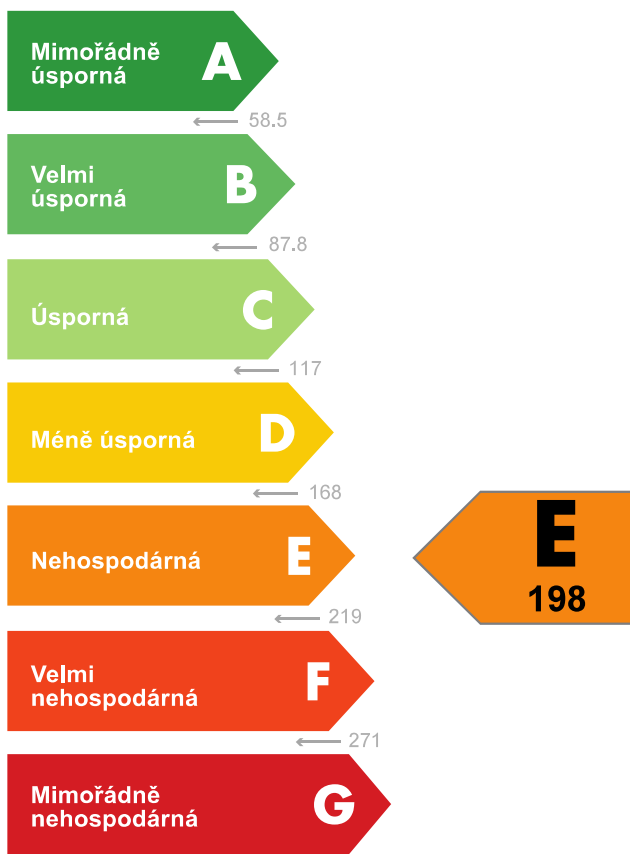 Mimořádně
úsporná
A
58.5
Velmi
úsporná
B
87.8
Úsporná
C
117
Méně úsporná
D
168
Nehospodárná
E
219
E
198
Velmi
nehospodárná
F
271
Mimořádně
nehospodárná
G